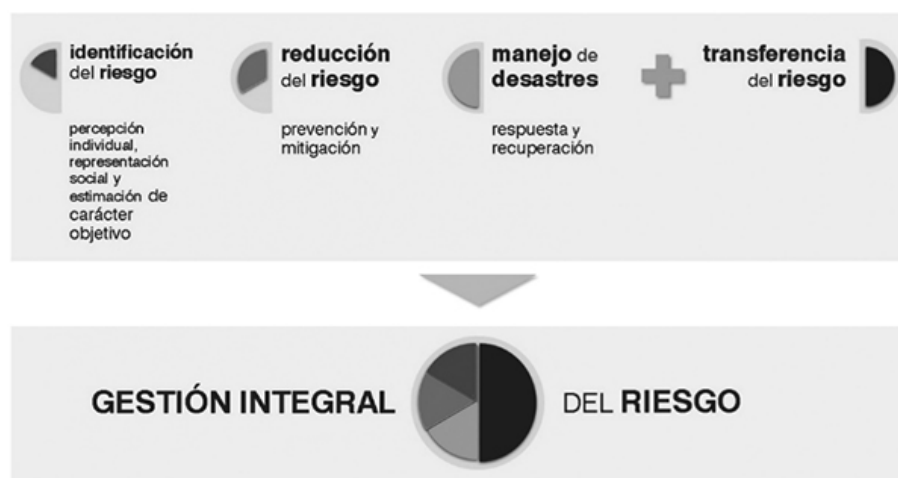 identificación
del riesgo
percepción
individual,
representación
social y
estimación de
carácter
objetivo
reducción
del riesgo
prevención y
mitigación
manejo de
desastres
respuesta y
recuperación
transferencia
del riesgo
GESTIÓN INTEGRAL DEL RIESGO